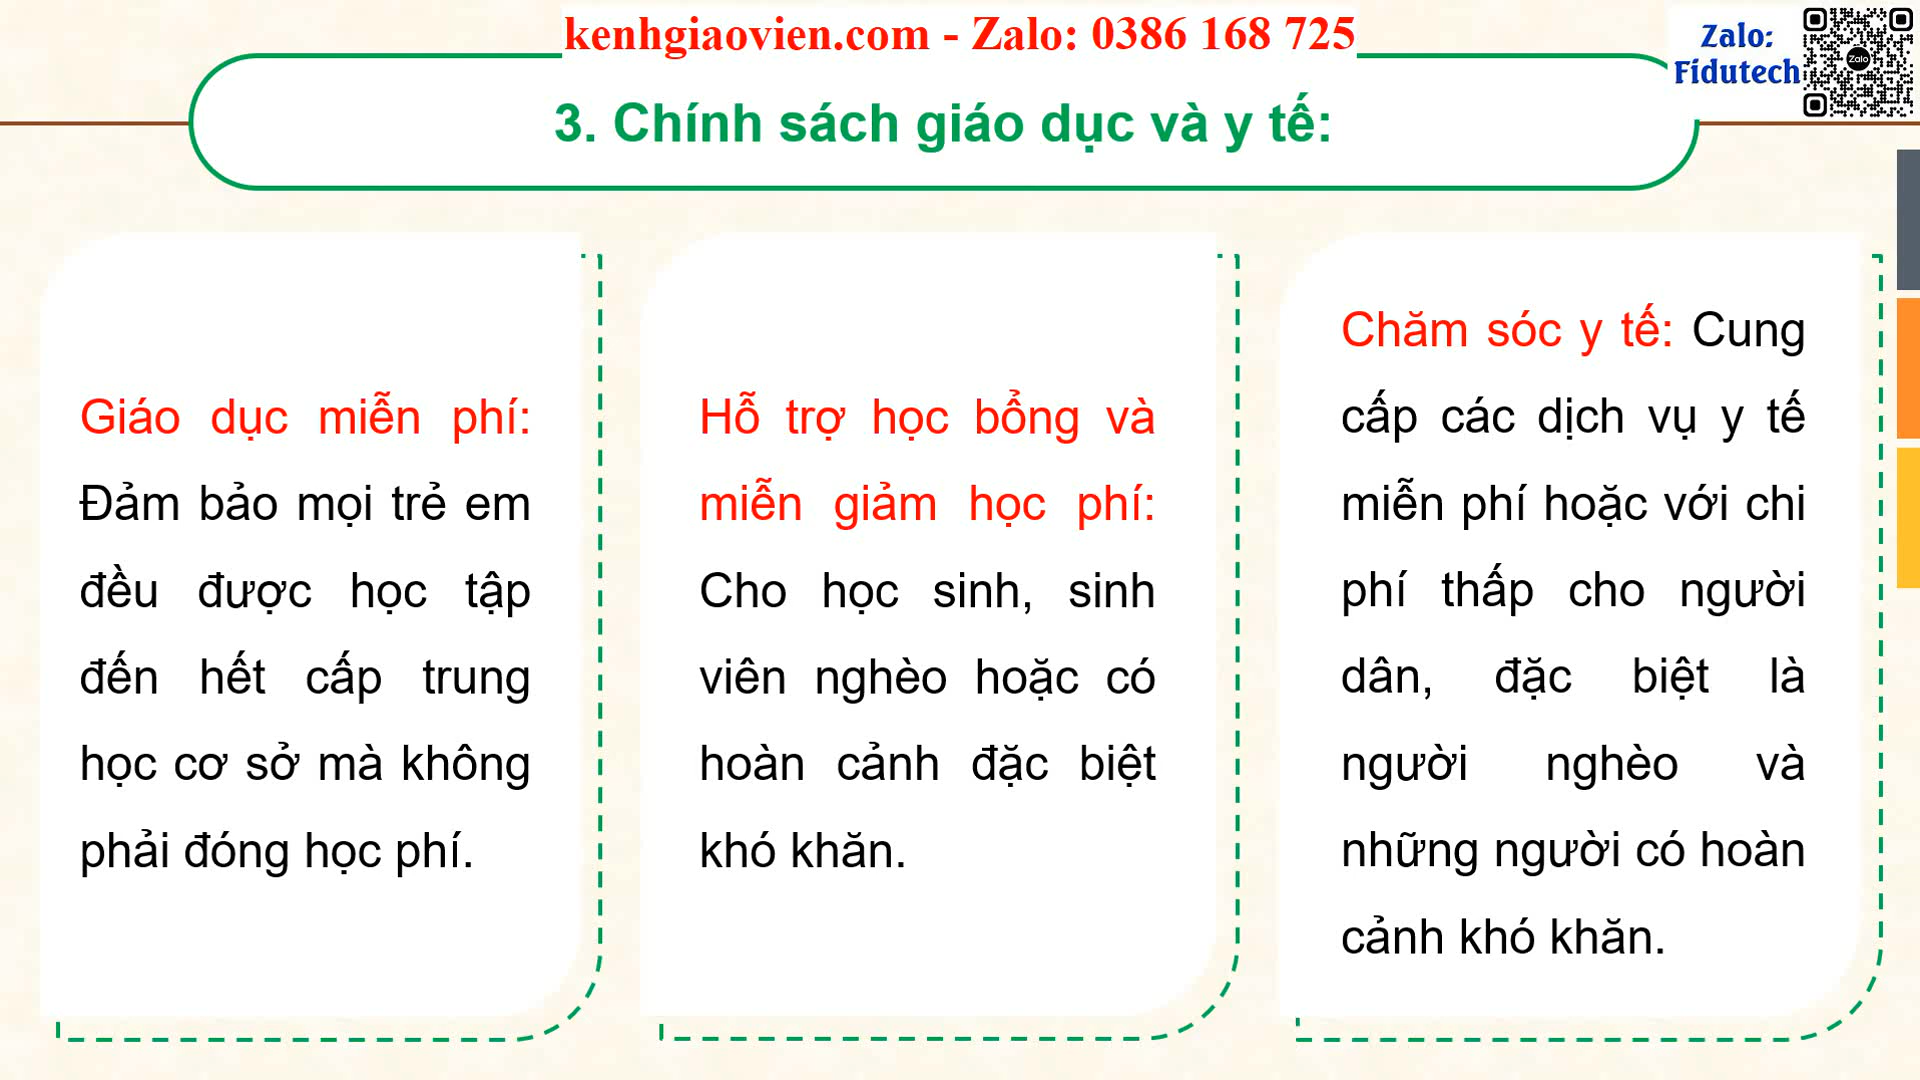 kenhgiaovien.com - Zalo: 0386 168 725
Zalo:
Fidutech
Zalo
3. Chính sách giáo dục và y tế:
Giáo dục miễn phí:
Đảm bảo mọi trẻ em
đều được học tập
đến hết cấp trung
học cơ sở mà không
phải đóng học phí.
Hỗ trợ học bổng và
miễn giảm học phí:
Cho học sinh, sinh
viên nghèo hoặc có
hoàn cảnh đặc biệt
khó khăn.
Chăm sóc y tế: Cung
cấp các dịch vụ y tế
miễn phí hoặc với chi
phí thấp cho người
dân, đặc biệt là
người nghèo và
những người có hoàn
cảnh khó khăn.